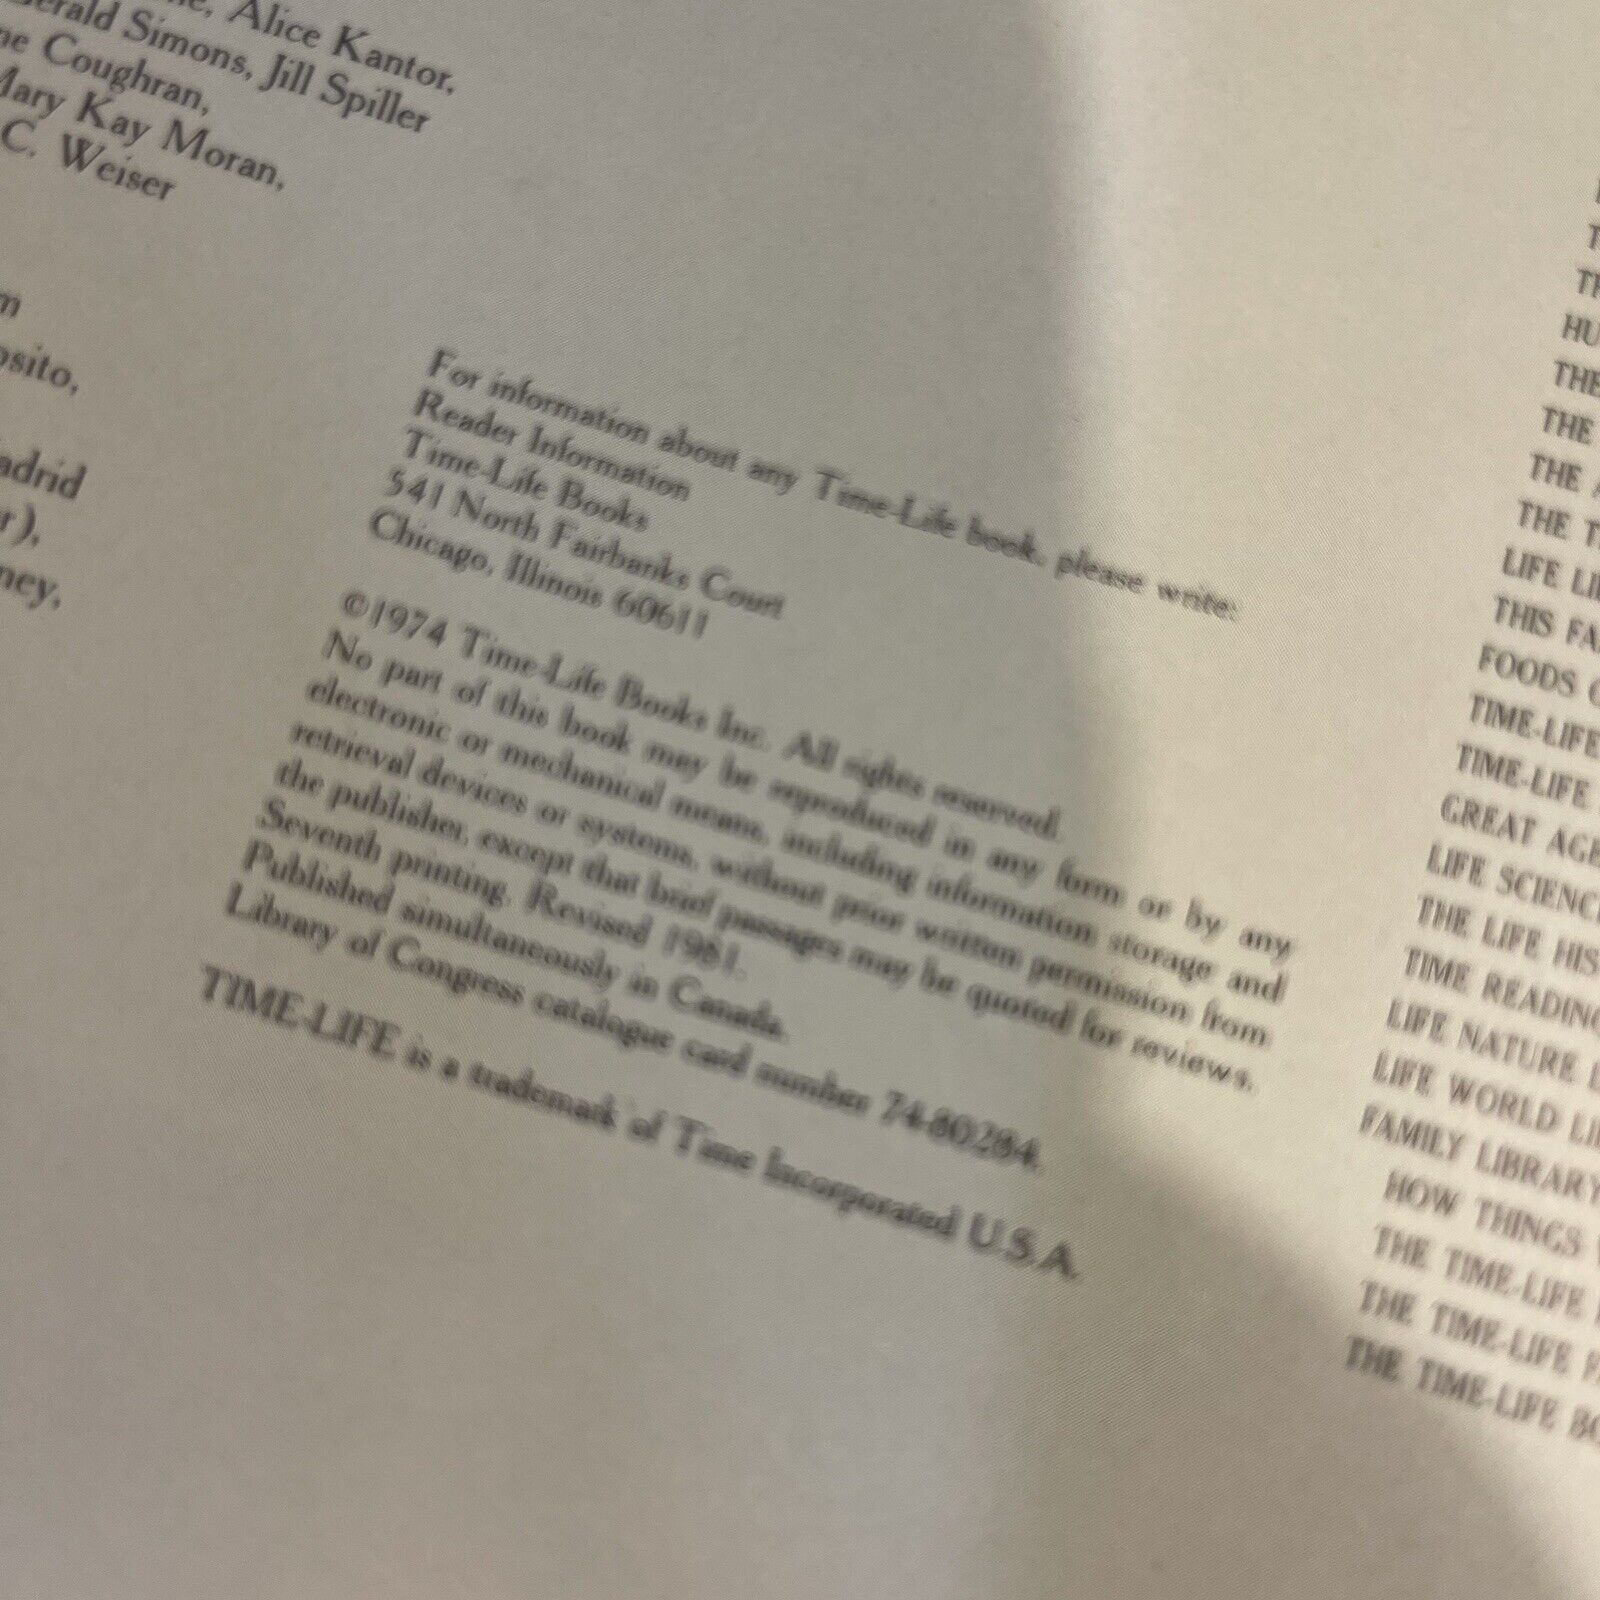 Alice Kantor,
Gerald Simons, Jill Spiller
Coughran,
Mary Kay Moran,
C. Weiser
For information about any Time-Life book, please write:
Reader Information
Time-Life Books
541 North Fairbanks Court
Chicago, Illinois 60611
©1974 Time-Life Books Inc. All rights reserved.
No part of this book may be reproduced in any form or by any
electronic or mechanical means, including information storage and
retrieval devices or systems, without prior written permission from
the publisher, except that brief passages may be quoted for reviews.
Seventh printing. Revised 1981.
Published simultaneously in Canada.
Library of Congress catalogue card number 74-80284.
TIME-LIFE is a trademark of Time Incorporated U.S.A.
THE
THE
THE
THE
LIFE
THIS
FOODS
TIME-LIFE
TIME-LIFE
GREAT
LIFE
THE LIFE
TIME READING
LIFE NATURE
LIFE WORLD
FAMILY LIBRARY
HOW THINGS
THE TIME-LIFE
THE TIME-LIFE
THE TIME-LIFE